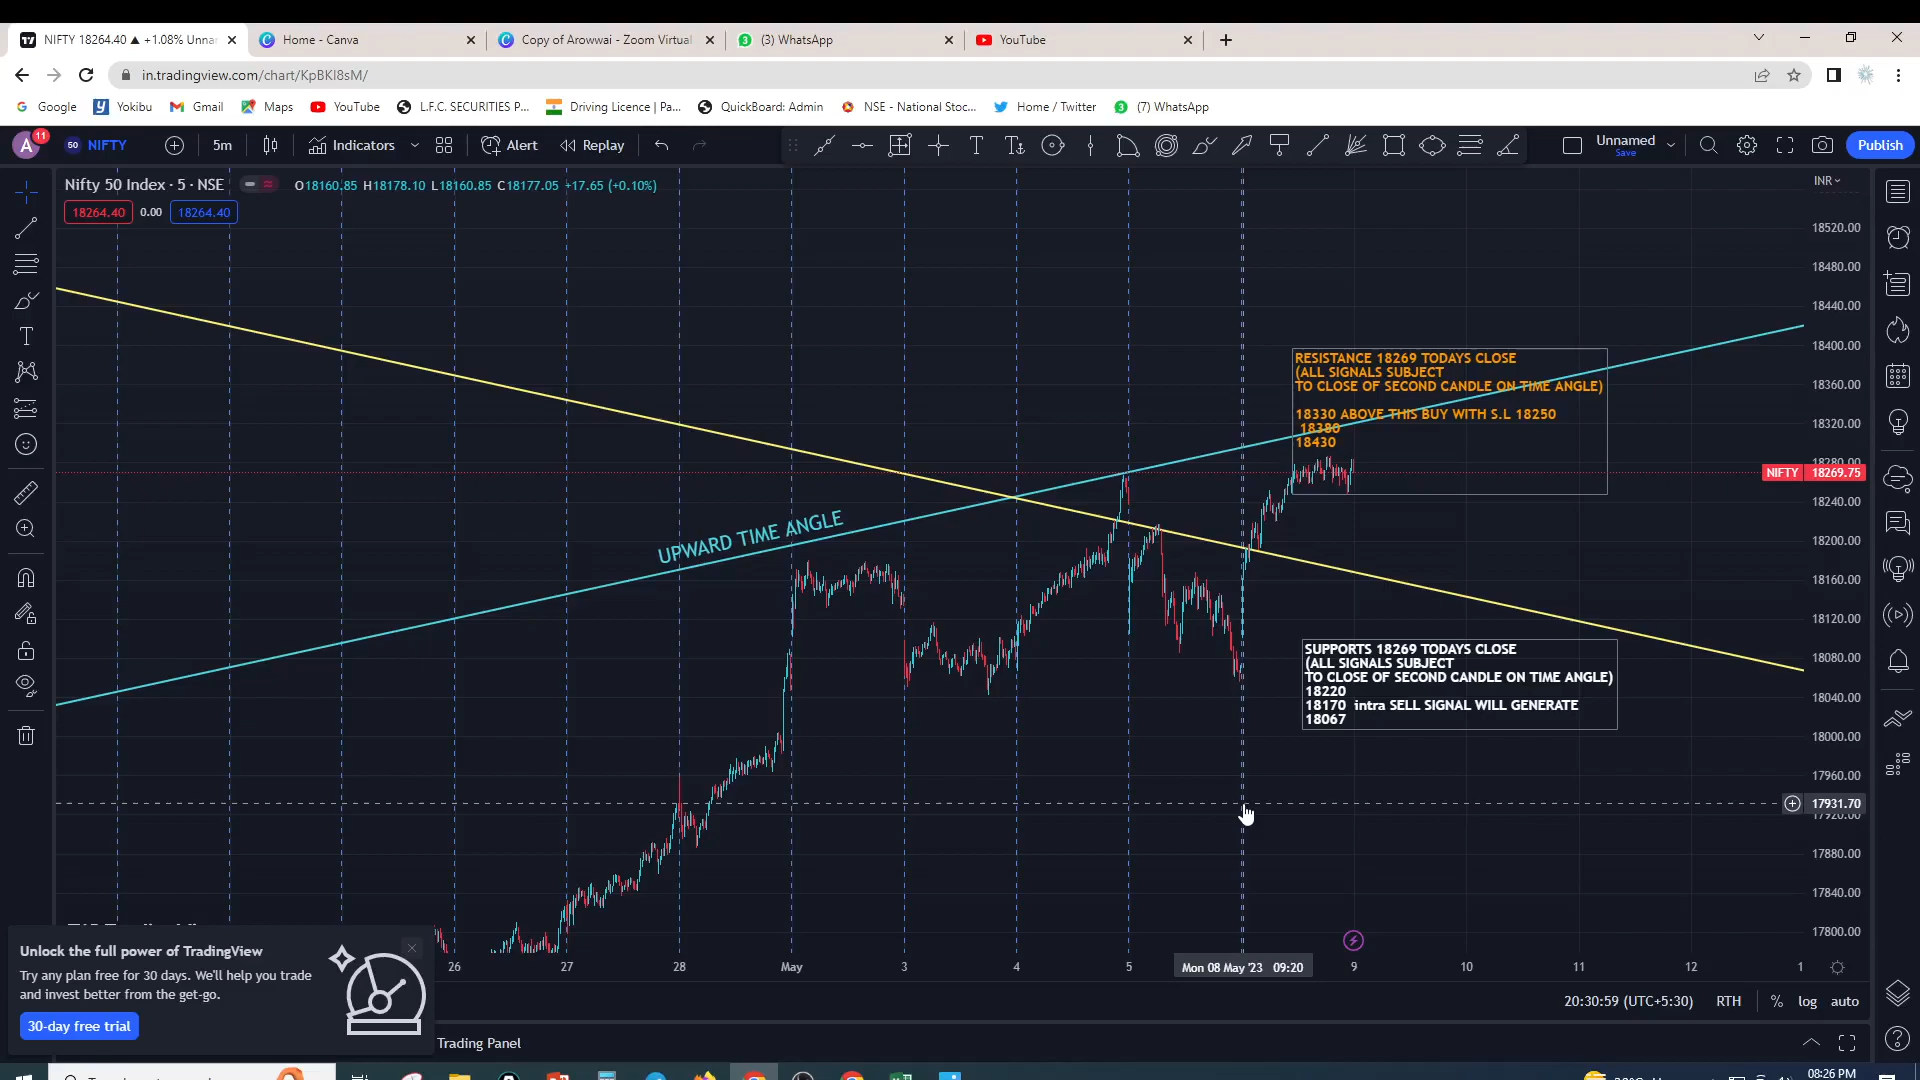 NIFTY 18264.40 ▲ +1.08% Unnar
Home - Canva
Copy of Arowwai - Zoom Virtual
(3) WhatsApp
YouTube
in.tradingview.com/chart/KpBKI8sM/
Google
Yokibu
Gmail
Maps
YouTube
L.F.C. SECURITIES P...
Driving Licence | Pa...
QuickBoard: Admin
NSE - National Stoc...
Home / Twitter
(7) WhatsApp
A 11
50 NIFTY
5m
Indicators
Alert
Replay
Unnamed
Save
Publish
Nifty 50 Index · 5 · NSE
O18160.85 H18178.10 L18160.85 C18177.05 +17.65 (+0.10%)
18264.40 0.00 18264.40
INR
18520.00
18480.00
18440.00
18400.00
18360.00
18320.00
18280.00
NIFTY 18269.75
18240.00
18200.00
18160.00
18120.00
18080.00
18040.00
18000.00
17960.00
17931.70
17920.00
17880.00
17840.00
17800.00
RESISTANCE 18269 TODAYS CLOSE
(ALL SIGNALS SUBJECT
TO CLOSE OF SECOND CANDLE ON TIME ANGLE)
18330 ABOVE THIS BUY WITH S.L 18250
18380
18430
UPWARD TIME ANGLE
SUPPORTS 18269 TODAYS CLOSE
(ALL SIGNALS SUBJECT
TO CLOSE OF SECOND CANDLE ON TIME ANGLE)
18220
18170 intra SELL SIGNAL WILL GENERATE
18067
26 27 28 May 3 4 5 Mon 08 May '23 09:20 9 10 11 12 1
Unlock the full power of TradingView
Try any plan free for 30 days. We'll help you trade
and invest better from the get-go.
30-day free trial
20:30:59 (UTC+5:30) RTH % log auto
Trading Panel
08:26 PM